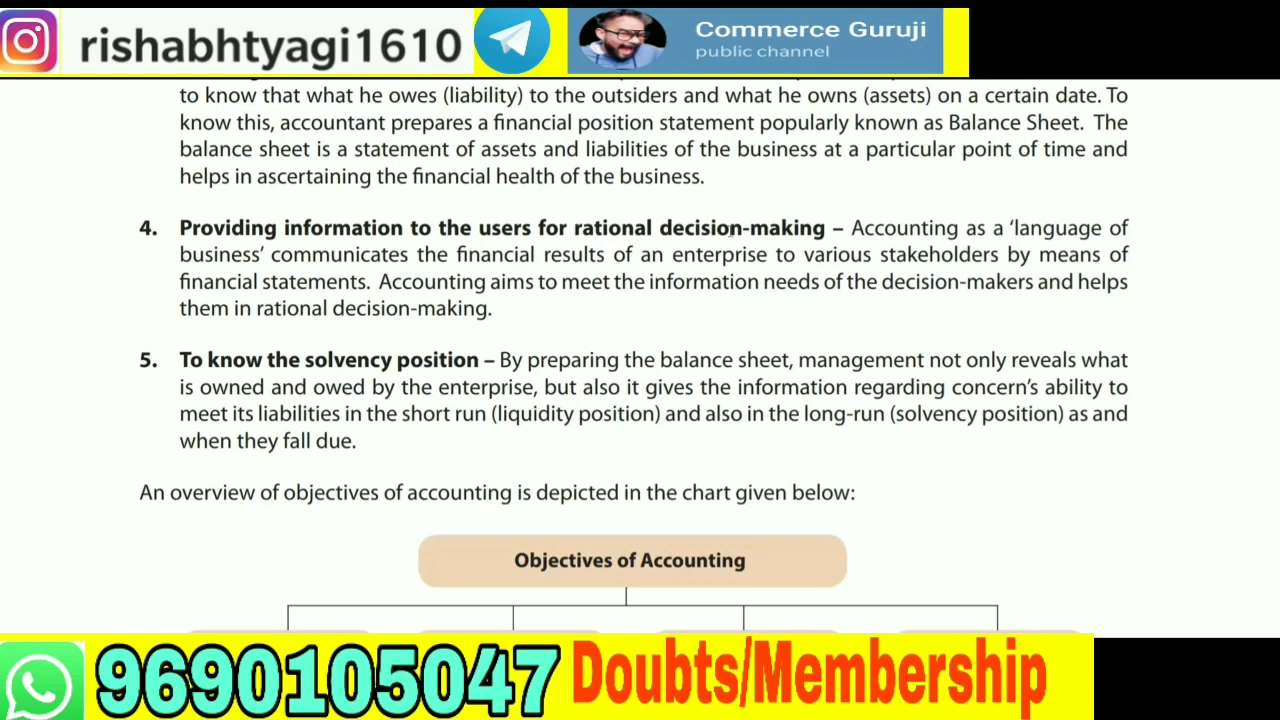 rishabhtyagi1610
Commerce Guruji
public channel
to know that what he owes (liability) to the outsiders and what he owns (assets) on a certain date. To
know this, accountant prepares a financial position statement popularly known as Balance Sheet. The
balance sheet is a statement of assets and liabilities of the business at a particular point of time and
helps in ascertaining the financial health of the business.
4. Providing information to the users for rational decision-making – Accounting as a ‘language of
business’ communicates the financial results of an enterprise to various stakeholders by means of
financial statements. Accounting aims to meet the information needs of the decision-makers and helps
them in rational decision-making.
5. To know the solvency position – By preparing the balance sheet, management not only reveals what
is owned and owed by the enterprise, but also it gives the information regarding concern’s ability to
meet its liabilities in the short run (liquidity position) and also in the long-run (solvency position) as and
when they fall due.
An overview of objectives of accounting is depicted in the chart given below:
Objectives of Accounting
9690105047 Doubts/Membership